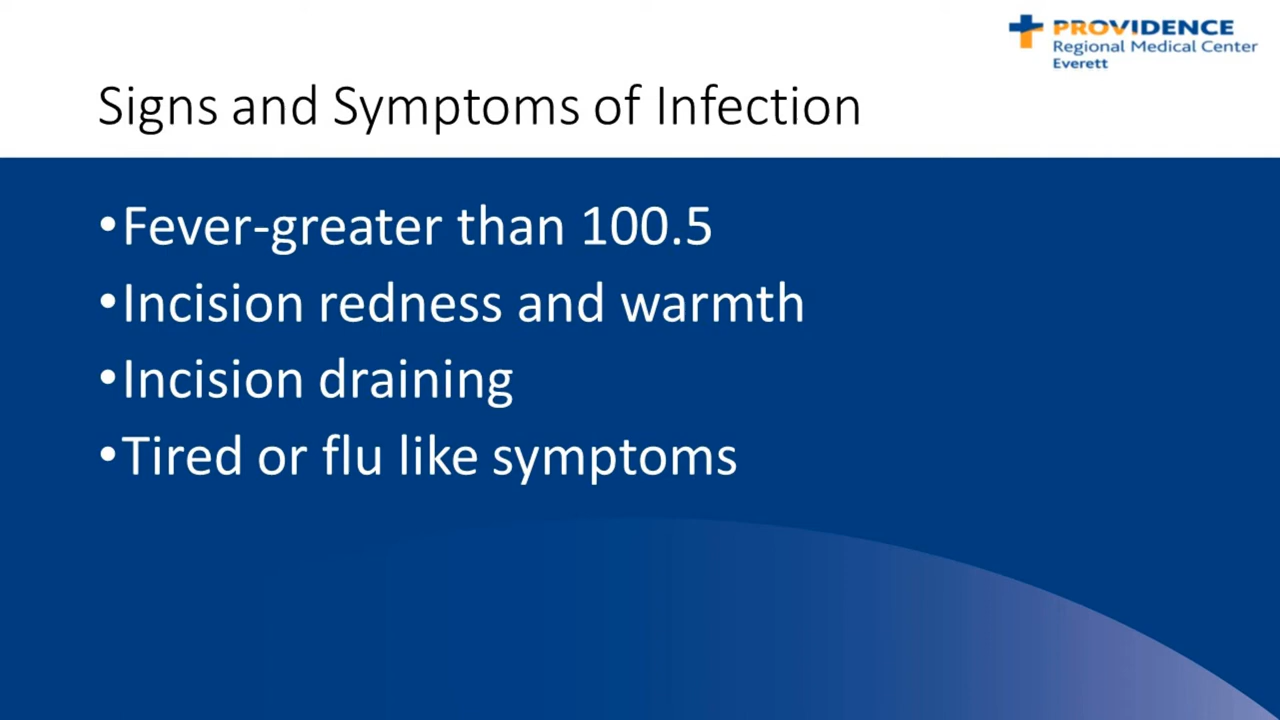 PROVIDENCE
Regional Medical Center
Everett
Signs and Symptoms of Infection
•Fever-greater than 100.5
•Incision redness and warmth
•Incision draining
•Tired or flu like symptoms